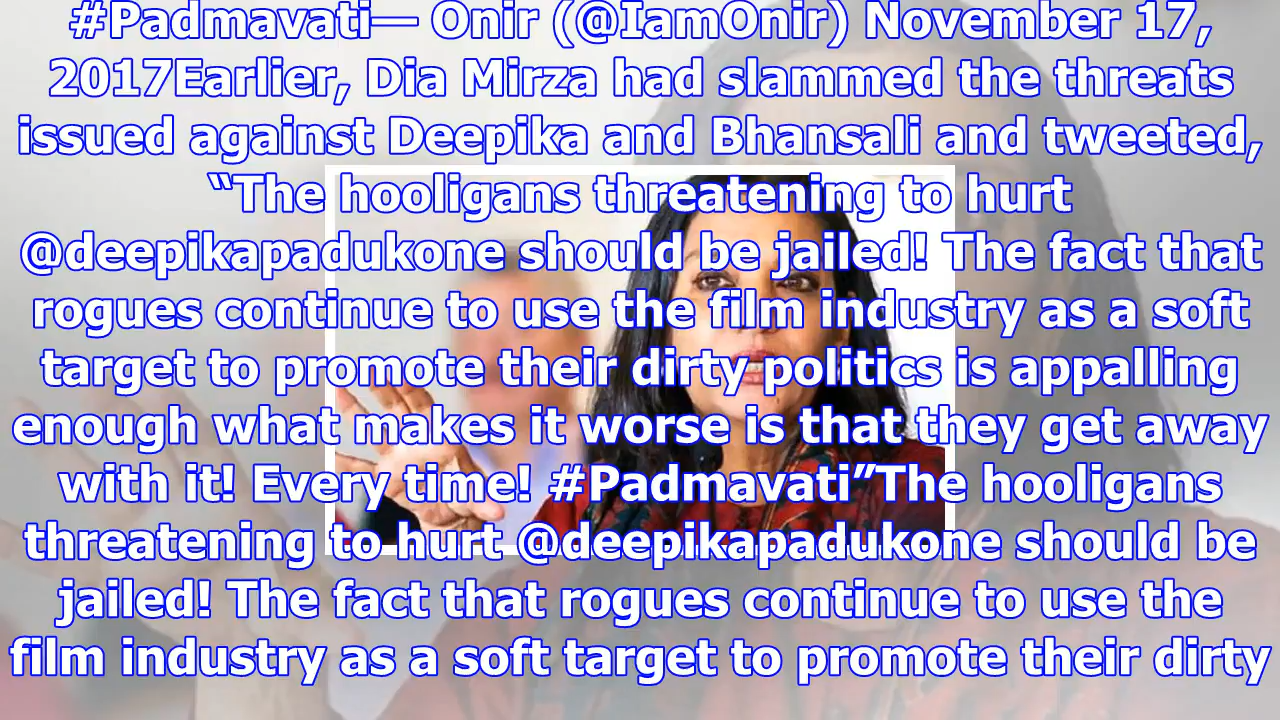 #Padmavati— Onir (@IamOnir) November 17,
2017Earlier, Dia Mirza had slammed the threats
issued against Deepika and Bhansali and tweeted,
“The hooligans threatening to hurt
@deepikapadukone should be jailed! The fact that
rogues continue to use the film industry as a soft
target to promote their dirty politics is appalling
enough what makes it worse is that they get away
with it! Every time! #Padmavati”The hooligans
threatening to hurt @deepikapadukone should be
jailed! The fact that rogues continue to use the
film industry as a soft target to promote their dirty